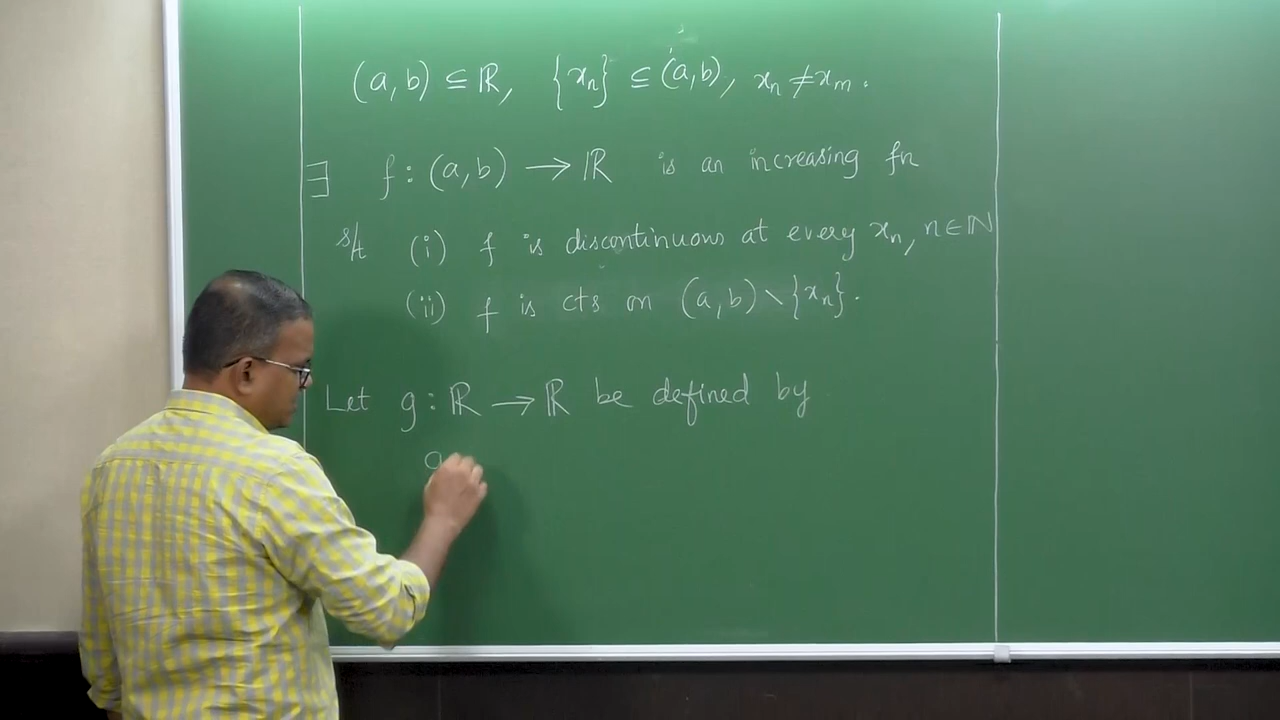 (a, b) ⊆ ℝ, {xₙ} ⊆ (a, b), xₙ ≠ xₘ.
∃ f : (a, b) → ℝ is an increasing fn
s/t (i) f is discontinuous at every xₙ, n ∈ ℕ
(ii) f is cts on (a, b) \ {xₙ}.
Let g : ℝ → ℝ be defined by
g